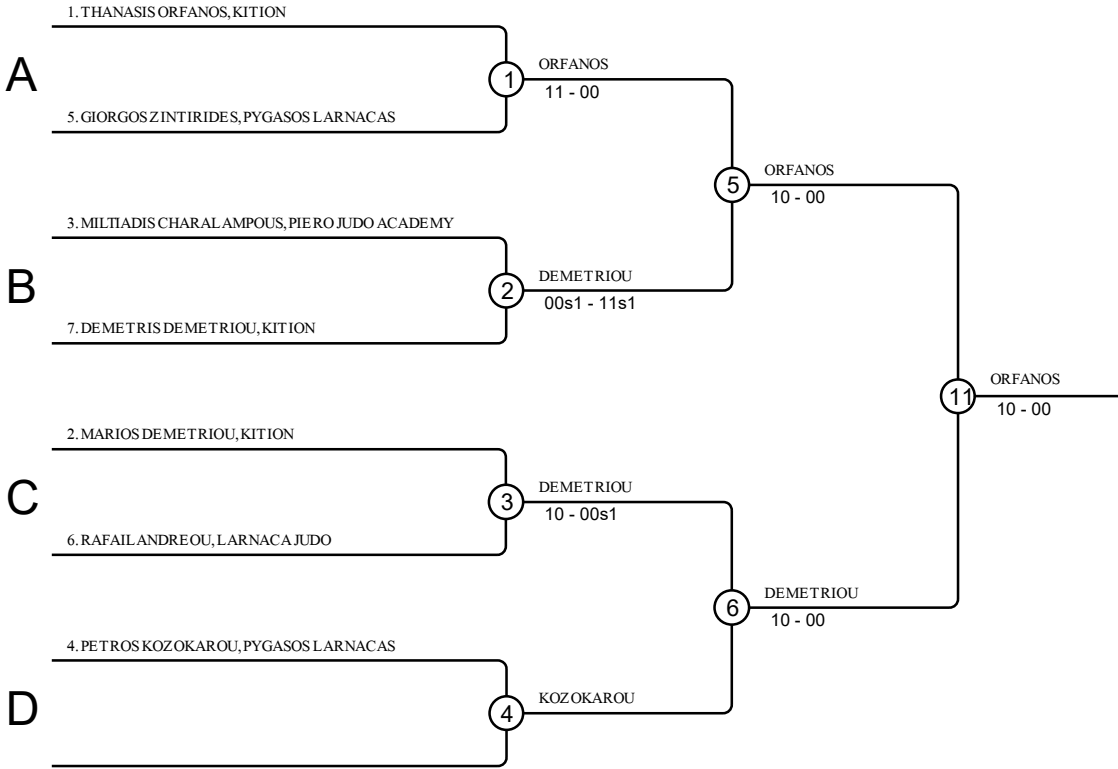 1. THANASIS ORFANOS, KITION
A
1
ORFANOS
11 - 00
5. GIORGOS ZINTIRIDES, PYGASOS LARNACAS
5
ORFANOS
10 - 00
3. MILTIADIS CHARALAMPOUS, PIERO JUDO ACADEMY
B
2
DEMETRIOU
00s1 - 11s1
7. DEMETRIS DEMETRIOU, KITION
11
ORFANOS
10 - 00
2. MARIOS DEMETRIOU, KITION
C
3
DEMETRIOU
10 - 00s1
6. RAFAIL ANDREOU, LARNACA JUDO
6
DEMETRIOU
10 - 00
4. PETROS KOZOKAROU, PYGASOS LARNACAS
D
4
KOZOKAROU